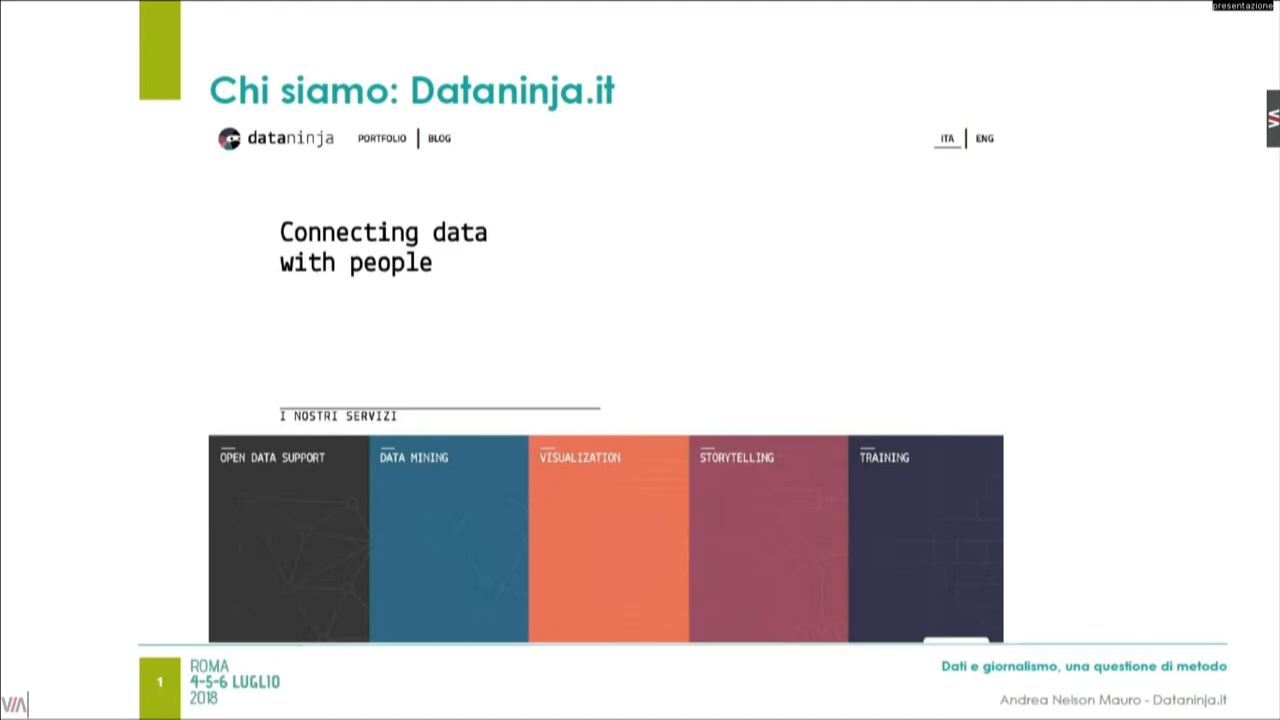 presentazione
Chi siamo: Dataninja.it
dataninja PORTFOLIO | BLOG ITA | ENG
Connecting data
with people
I NOSTRI SERVIZI
OPEN DATA SUPPORT DATA MINING VISUALIZATION STORYTELLING TRAINING
1
ROMA
4-5-6 LUGLIO
2018
Dati e giornalismo, una questione di metodo
Andrea Nelson Mauro - Dataninja.it
VIA